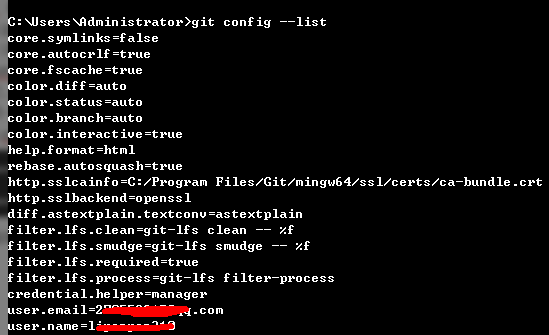 C:\Users\Administrator>git config --list
core.symlinks=false
core.autocrlf=true
core.fscache=true
color.diff=auto
color.status=auto
color.branch=auto
color.interactive=true
help.format=html
rebase.autosquash=true
http.sslcainfo=C:/Program Files/Git/mingw64/ssl/certs/ca-bundle.crt
http.sslbackend=openssl
diff.astextplain.textconv=astextplain
filter.lfs.clean=git-lfs clean -- %f
filter.lfs.smudge=git-lfs smudge -- %f
filter.lfs.required=true
filter.lfs.process=git-lfs filter-process
credential.helper=manager
user.email= .com
user.name=